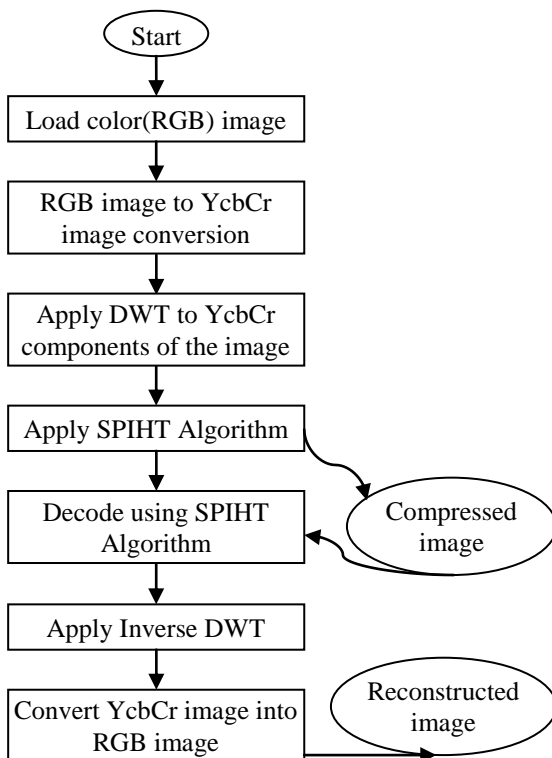 Start
Load color(RGB) image
RGB image to YcbCr
image conversion
Apply DWT to YcbCr
components of the image
Apply SPIHT Algorithm
Decode using SPIHT
Algorithm
Compressed
image
Apply Inverse DWT
Convert YcbCr image into
RGB image
Reconstructed
image